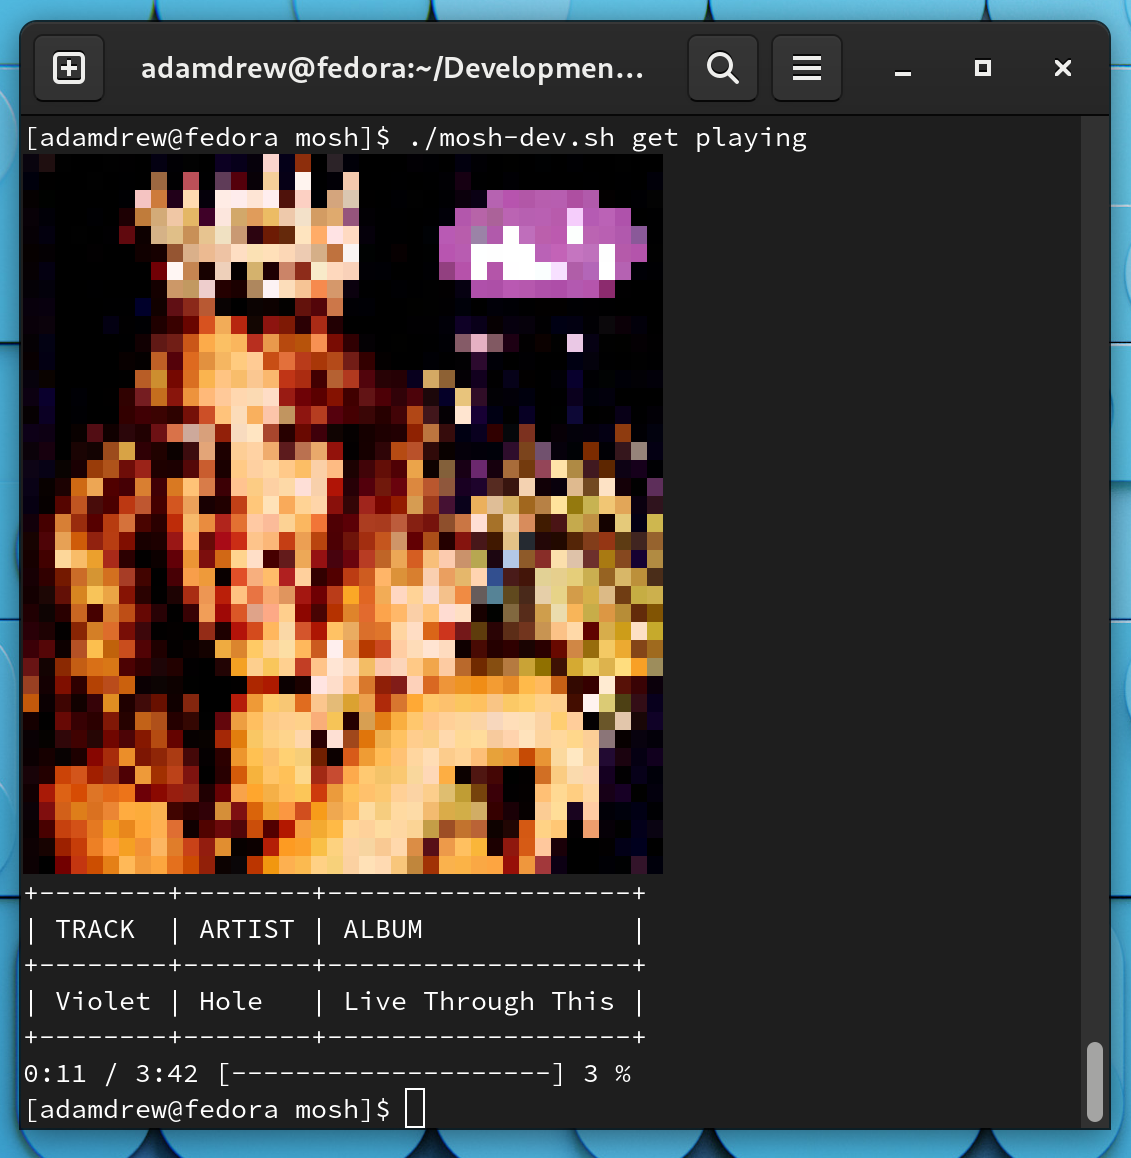 adamdrew@fedora:~/Developmen...
[adamdrew@fedora mosh]$ ./mosh-dev.sh get playing
+--------+--------+-------------------+
| TRACK  | ARTIST | ALBUM             |
+--------+--------+-------------------+
| Violet | Hole   | Live Through This |
+--------+--------+-------------------+
0:11 / 3:42 [--------------------] 3 %
[adamdrew@fedora mosh]$